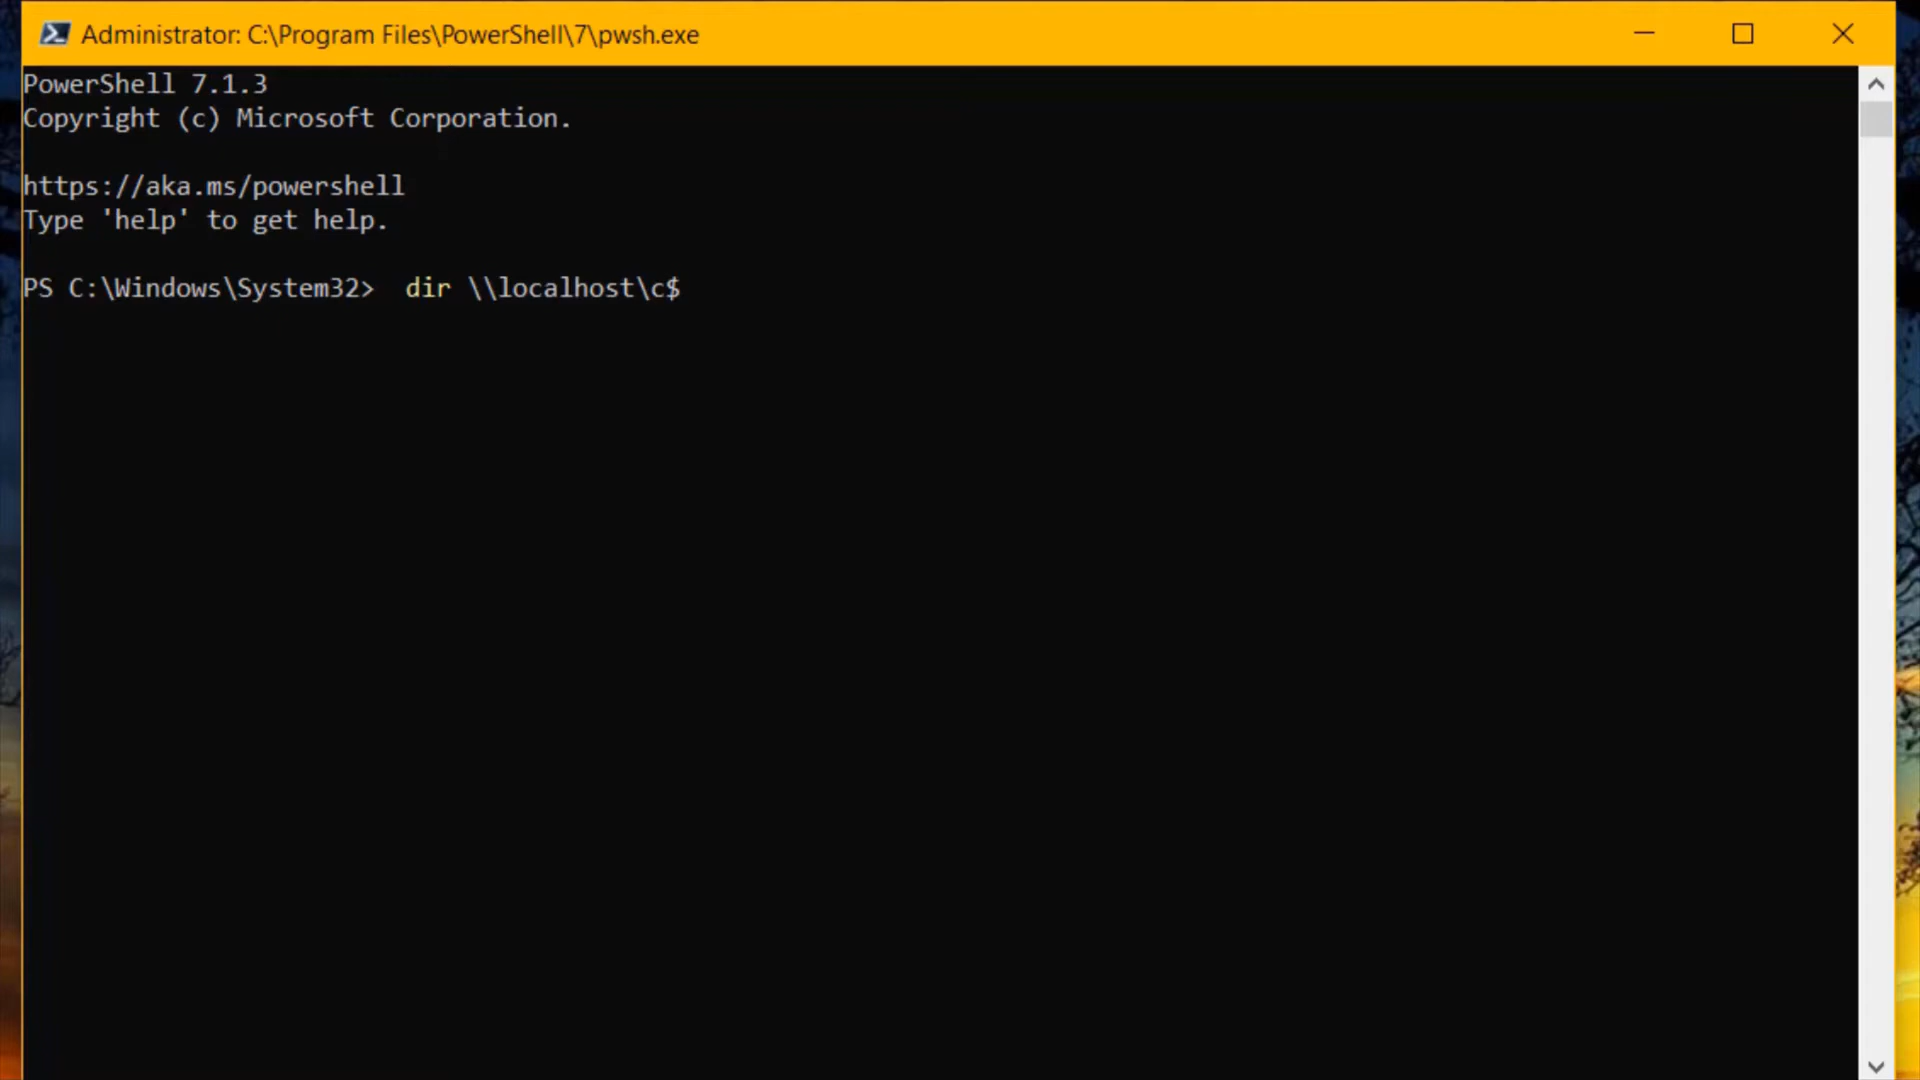 Administrator: C:\Program Files\PowerShell\7\pwsh.exe
PowerShell 7.1.3
Copyright (c) Microsoft Corporation.
https://aka.ms/powershell
Type 'help' to get help.
PS C:\Windows\System32>  dir \\localhost\c$